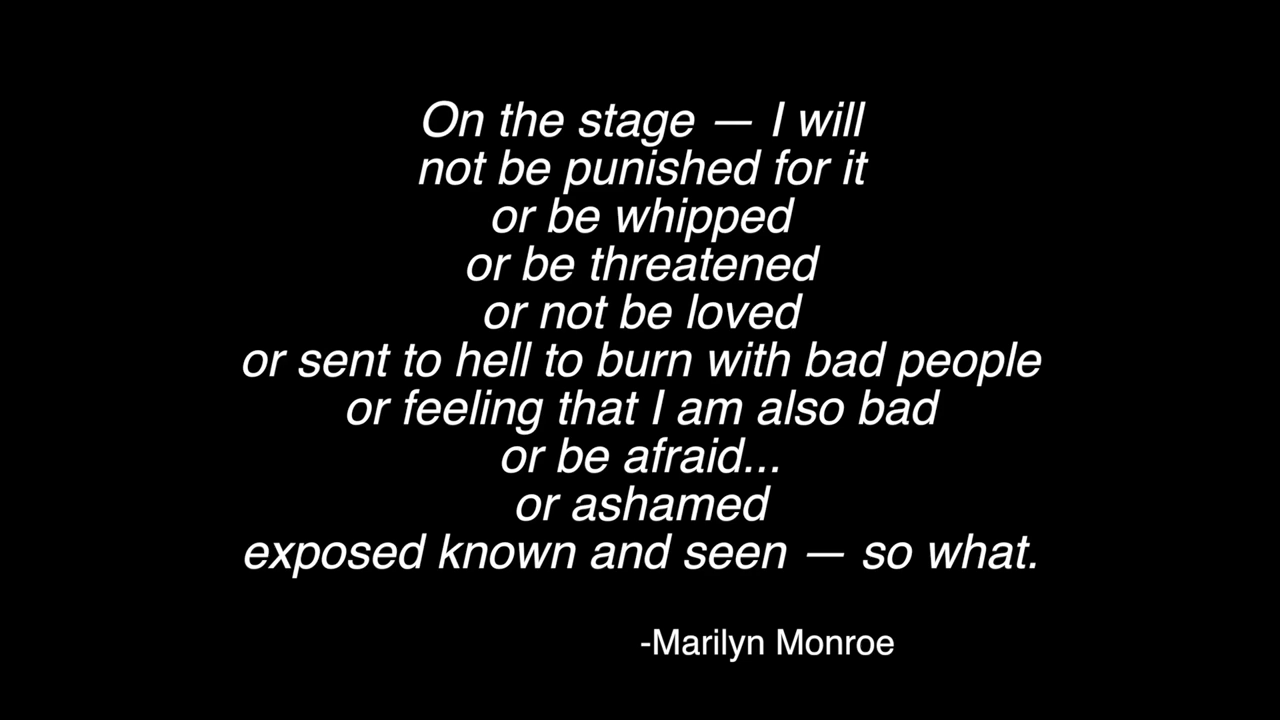 On the stage — I will
not be punished for it
or be whipped
or be threatened
or not be loved
or sent to hell to burn with bad people
or feeling that I am also bad
or be afraid...
or ashamed
exposed known and seen — so what.
-Marilyn Monroe